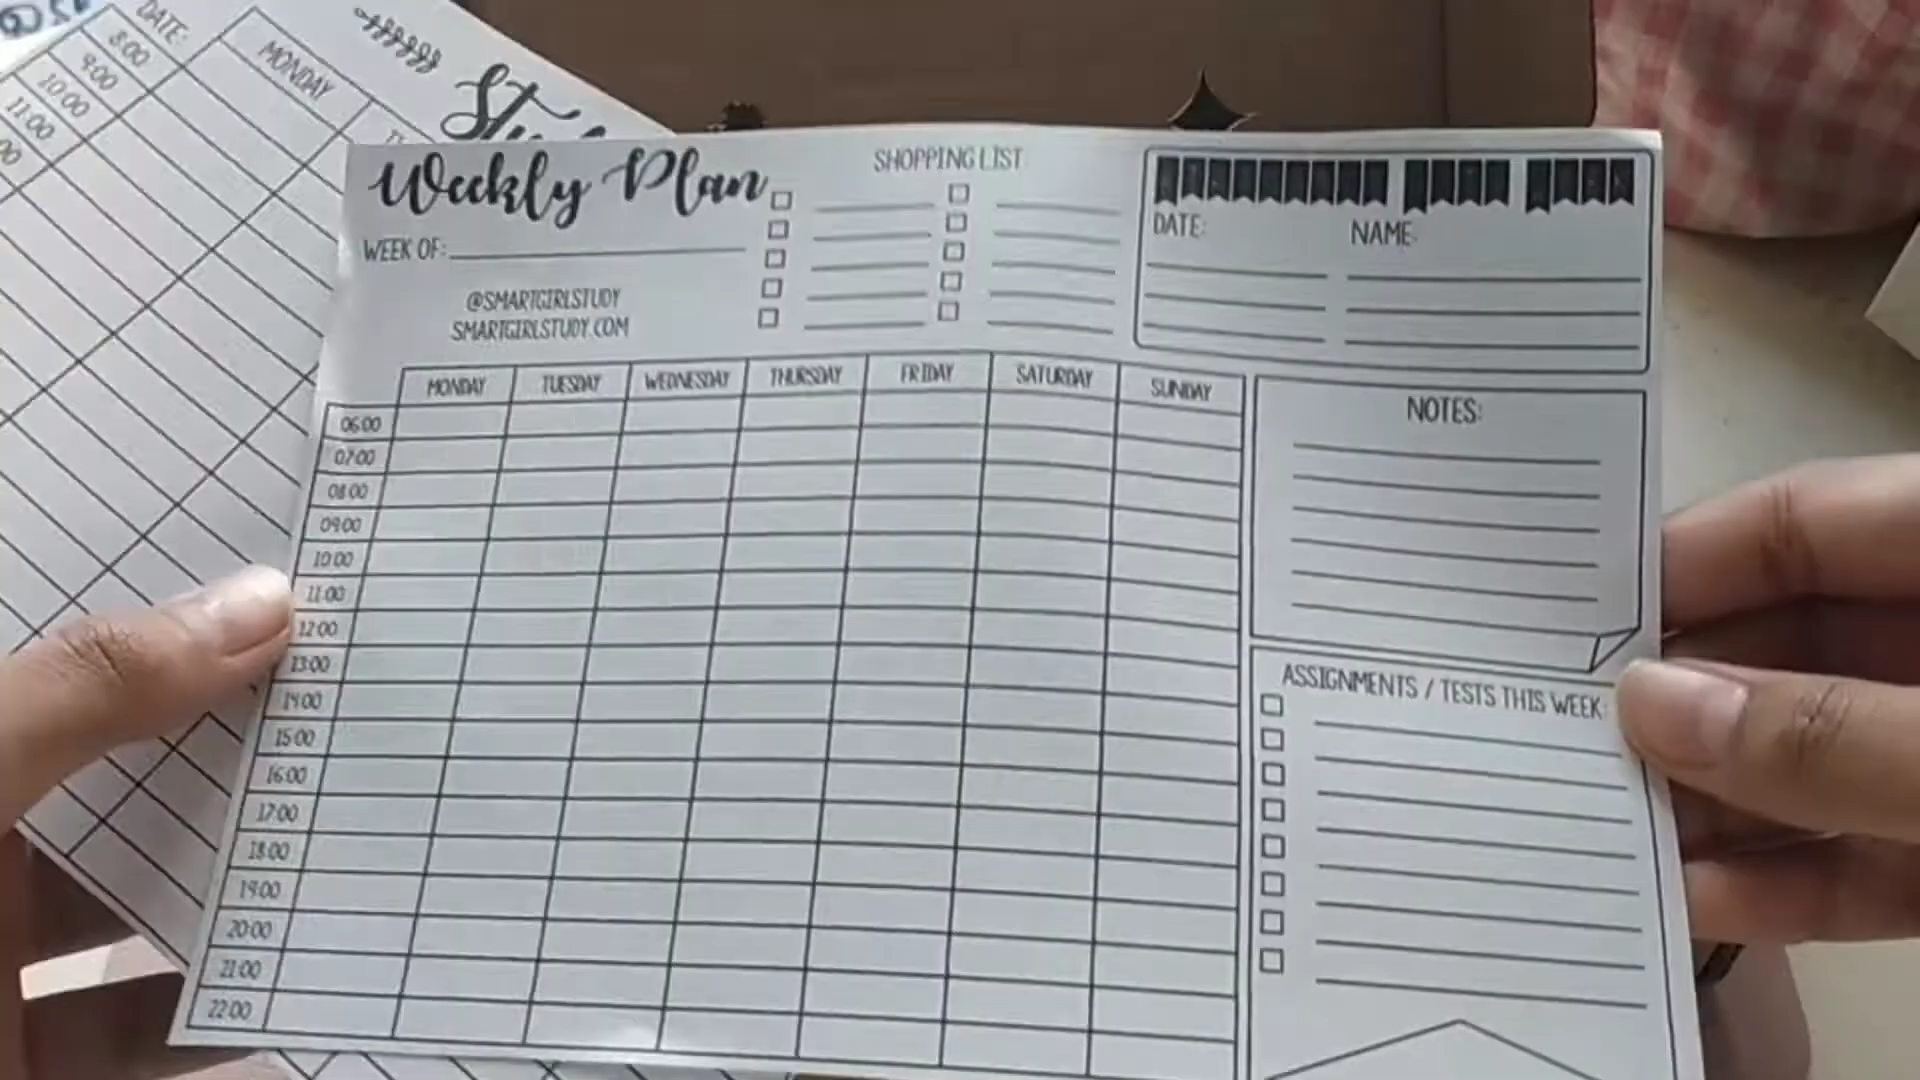 DATE:
8:00
9:00
10:00
11:00
MONDAY
Weekly Plan
WEEK OF:
@SMARTGIRLSTUDY
SMARTGIRLSTUDY.COM
SHOPPING LIST
DATE:
NAME:
MONDAY TUESDAY WEDNESDAY THURSDAY FRIDAY SATURDAY SUNDAY
06:00
07:00
08:00
09:00
10:00
11:00
12:00
13:00
14:00
15:00
16:00
17:00
18:00
19:00
20:00
21:00
22:00
NOTES:
ASSIGNMENTS / TESTS THIS WEEK: